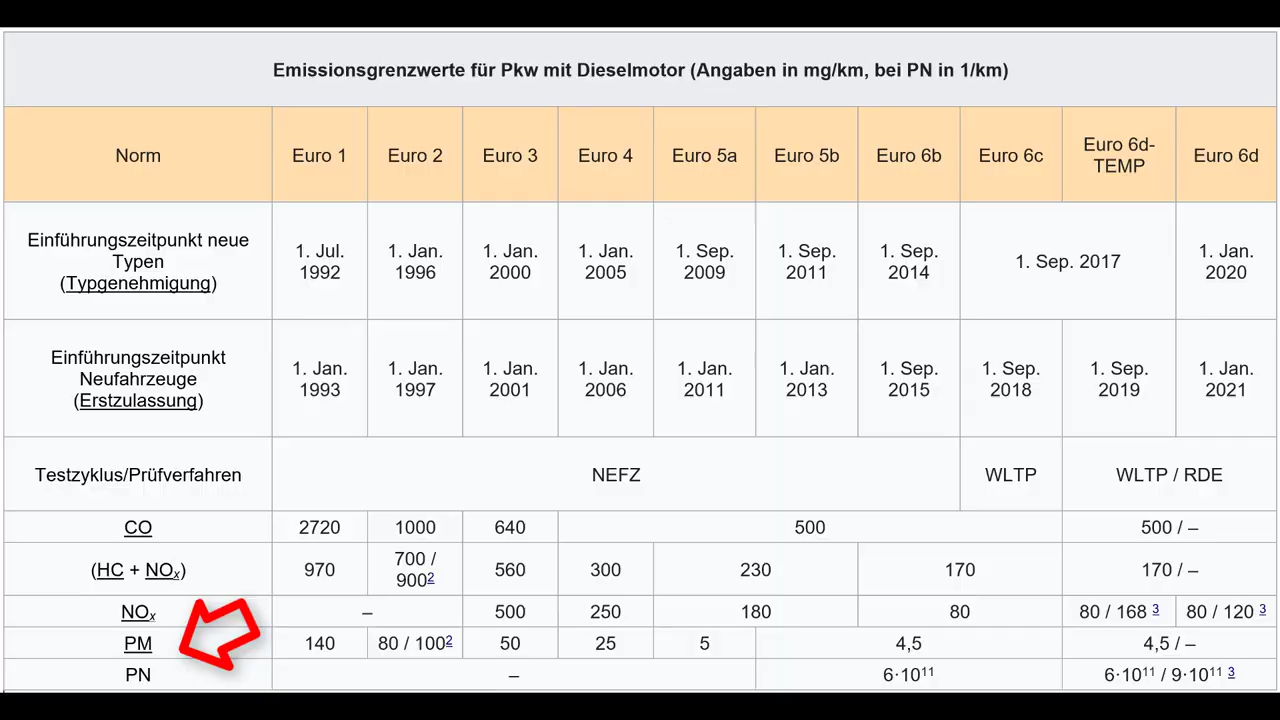 Emissionsgrenzwerte für Pkw mit Dieselmotor (Angaben in mg/km, bei PN in 1/km)
Norm Euro 1 Euro 2 Euro 3 Euro 4 Euro 5a Euro 5b Euro 6b Euro 6c Euro 6d-TEMP Euro 6d
Einführungszeitpunkt neue
Typen
(Typgenehmigung)
1. Jul. 1992 1. Jan. 1996 1. Jan. 2000 1. Jan. 2005 1. Sep. 2009 1. Sep. 2011 1. Sep. 2014 1. Sep. 2017 1. Jan. 2020
Einführungszeitpunkt
Neufahrzeuge
(Erstzulassung)
1. Jan. 1993 1. Jan. 1997 1. Jan. 2001 1. Jan. 2006 1. Jan. 2011 1. Jan. 2013 1. Sep. 2015 1. Sep. 2018 1. Sep. 2019 1. Jan. 2021
Testzyklus/Prüfverfahren NEFZ WLTP WLTP / RDE
CO 2720 1000 640 500 500 / –
(HC + NOₓ) 970 700 / 900² 560 300 230 170 170 / –
NOₓ – 500 250 180 80 80 / 168 ³ 80 / 120 ³
PM 140 80 / 100² 50 25 5 4,5 4,5 / –
PN – 6·10¹¹ 6·10¹¹ / 9·10¹¹ ³